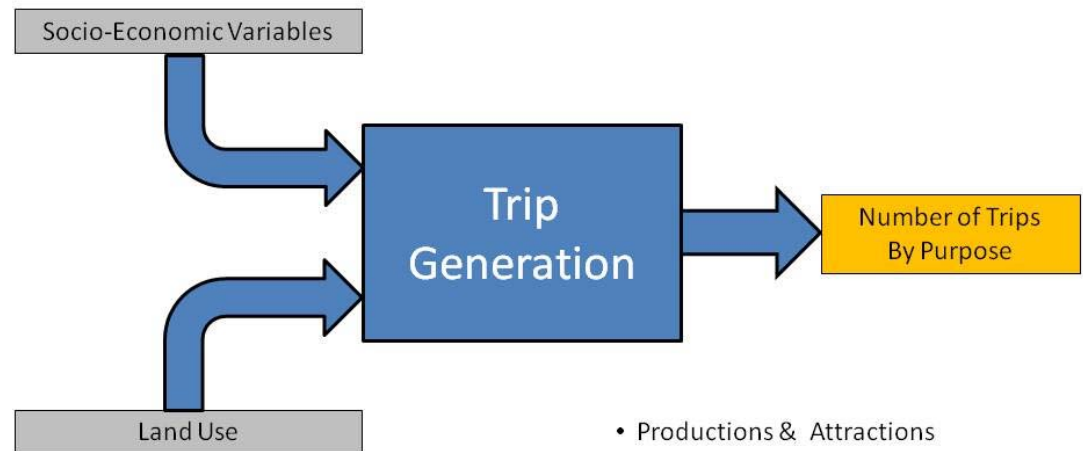 Socio-Economic Variables
Trip
Generation
Number of Trips
By Purpose
Land Use
• Productions & Attractions